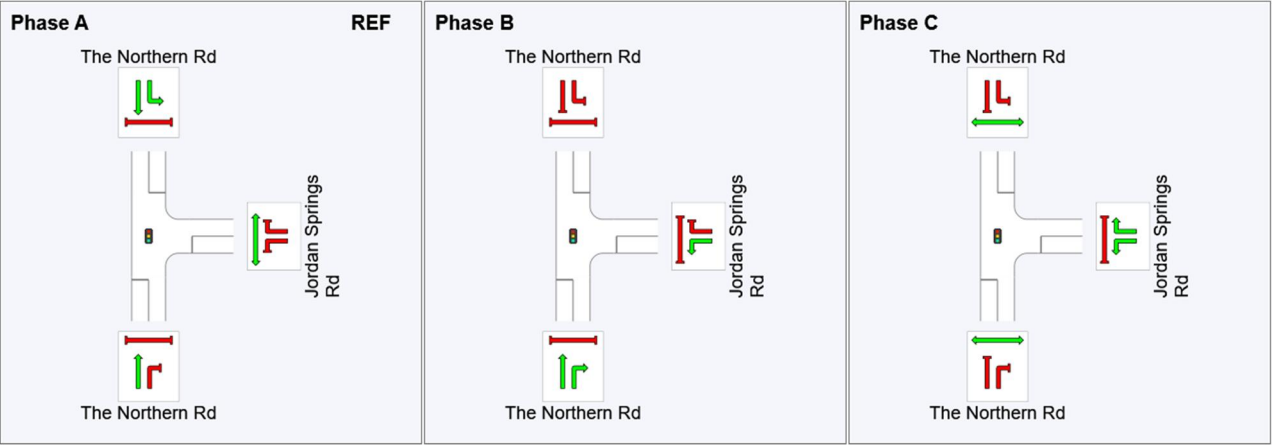 Phase A
REF
The Northern Rd
Jordan Springs
Rd
The Northern Rd
Phase B
The Northern Rd
Jordan Springs
Rd
The Northern Rd
Phase C
The Northern Rd
Jordan Springs
Rd
The Northern Rd